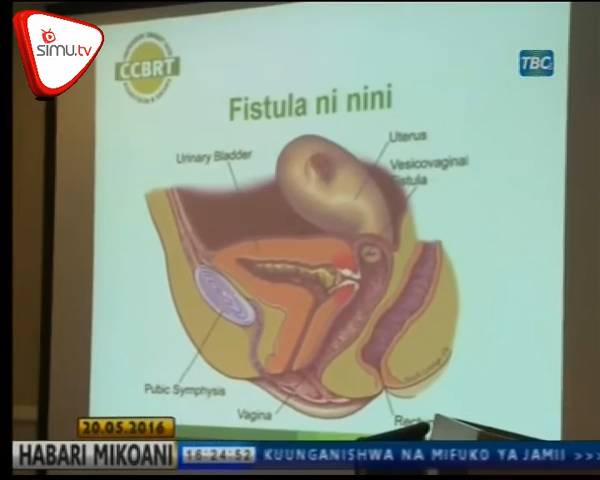 SIMU.tv
CCBRT
TBC
Fistula ni nini
Uterus
Urinary Bladder
Vesicovaginal
Fistula
Pubic Symphysis
Vagina
20.05.2016
HABARI MIKOANI
16:24:52
KUUNGANISHWA NA MIFUKO YA JAMII >>>